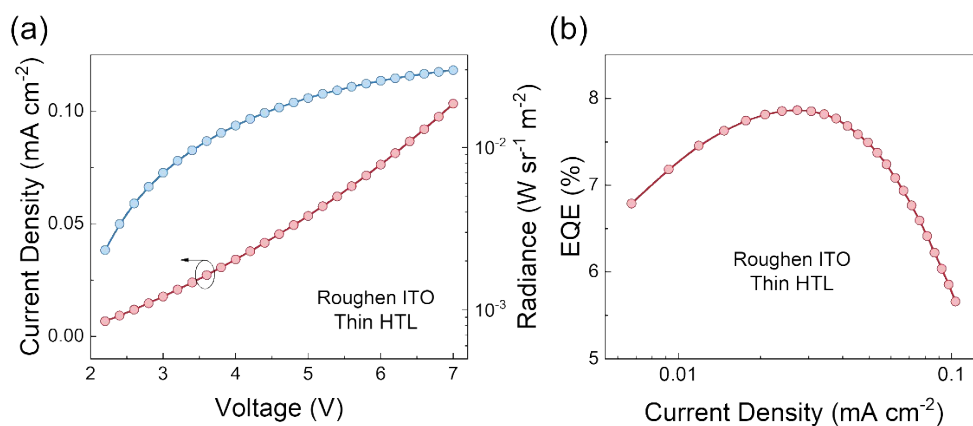 (a)
Current Density (mA cm⁻²)
0.10
0.05
0.00
2 3 4 5 6 7
Voltage (V)
10⁻²
10⁻³
Radiance (W sr⁻¹ m⁻²)
Roughen ITO
Thin HTL
(b)
EQE (%)
8
7
6
5
0.01 0.1
Current Density (mA cm⁻²)
Roughen ITO
Thin HTL